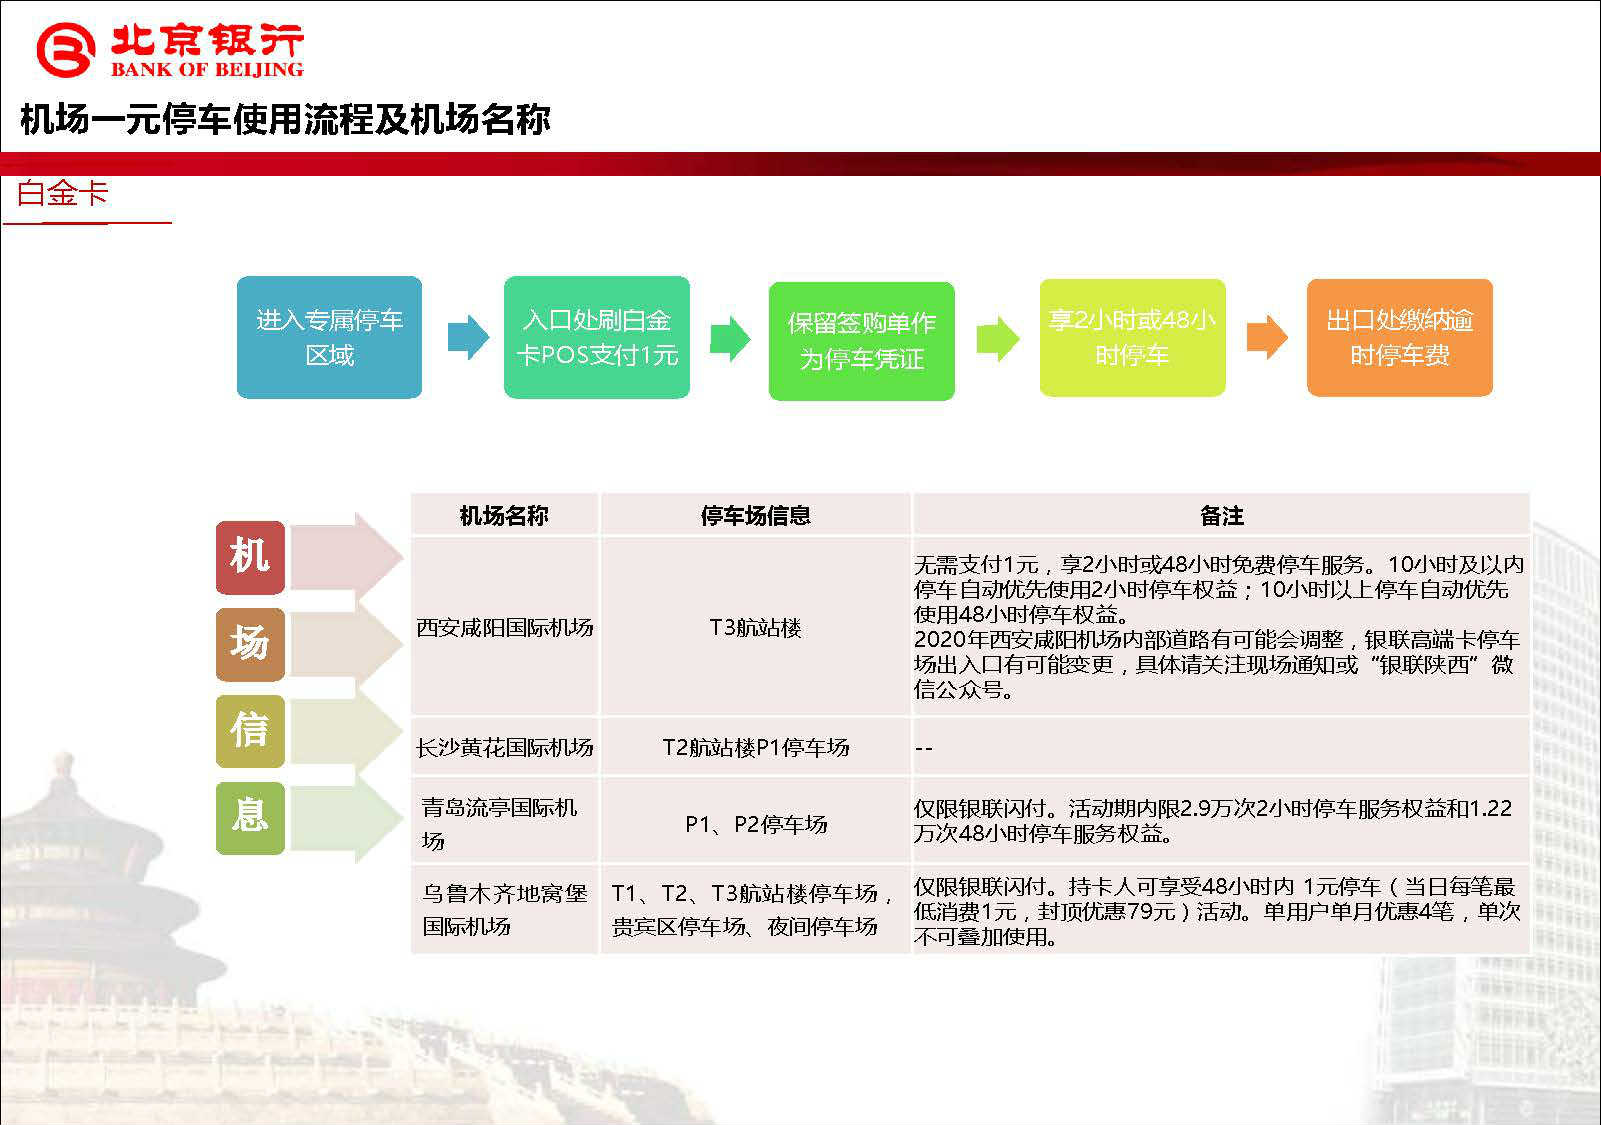 北京银行
BANK OF BEIJING
机场一元停车使用流程及机场名称
白金卡
进入专属停车
区域
入口处刷白金
卡POS支付1元
保留签购单作
为停车凭证
享2小时或48小
时停车
出口处缴纳逾
时停车费
机
场
信
息
机场名称
停车场信息
备注
西安咸阳国际机场
T3航站楼
无需支付1元，享2小时或48小时免费停车服务。10小时及以内
停车自动优先使用2小时停车权益；10小时以上停车自动优先
使用48小时停车权益。
2020年西安咸阳机场内部道路有可能会调整，银联高端卡停车
场出入口有可能变更，具体请关注现场通知或“银联陕西”微
信公众号。
长沙黄花国际机场
T2航站楼P1停车场
--
青岛流亭国际机
场
P1、P2停车场
仅限银联闪付。活动期内限2.9万次2小时停车服务权益和1.22
万次48小时停车服务权益。
乌鲁木齐地窝堡
国际机场
T1、T2、T3航站楼停车场，
贵宾区停车场、夜间停车场
仅限银联闪付。持卡人可享受48小时内 1元停车（当日每笔最
低消费1元，封顶优惠79元）活动。单用户单月优惠4笔，单次
不可叠加使用。